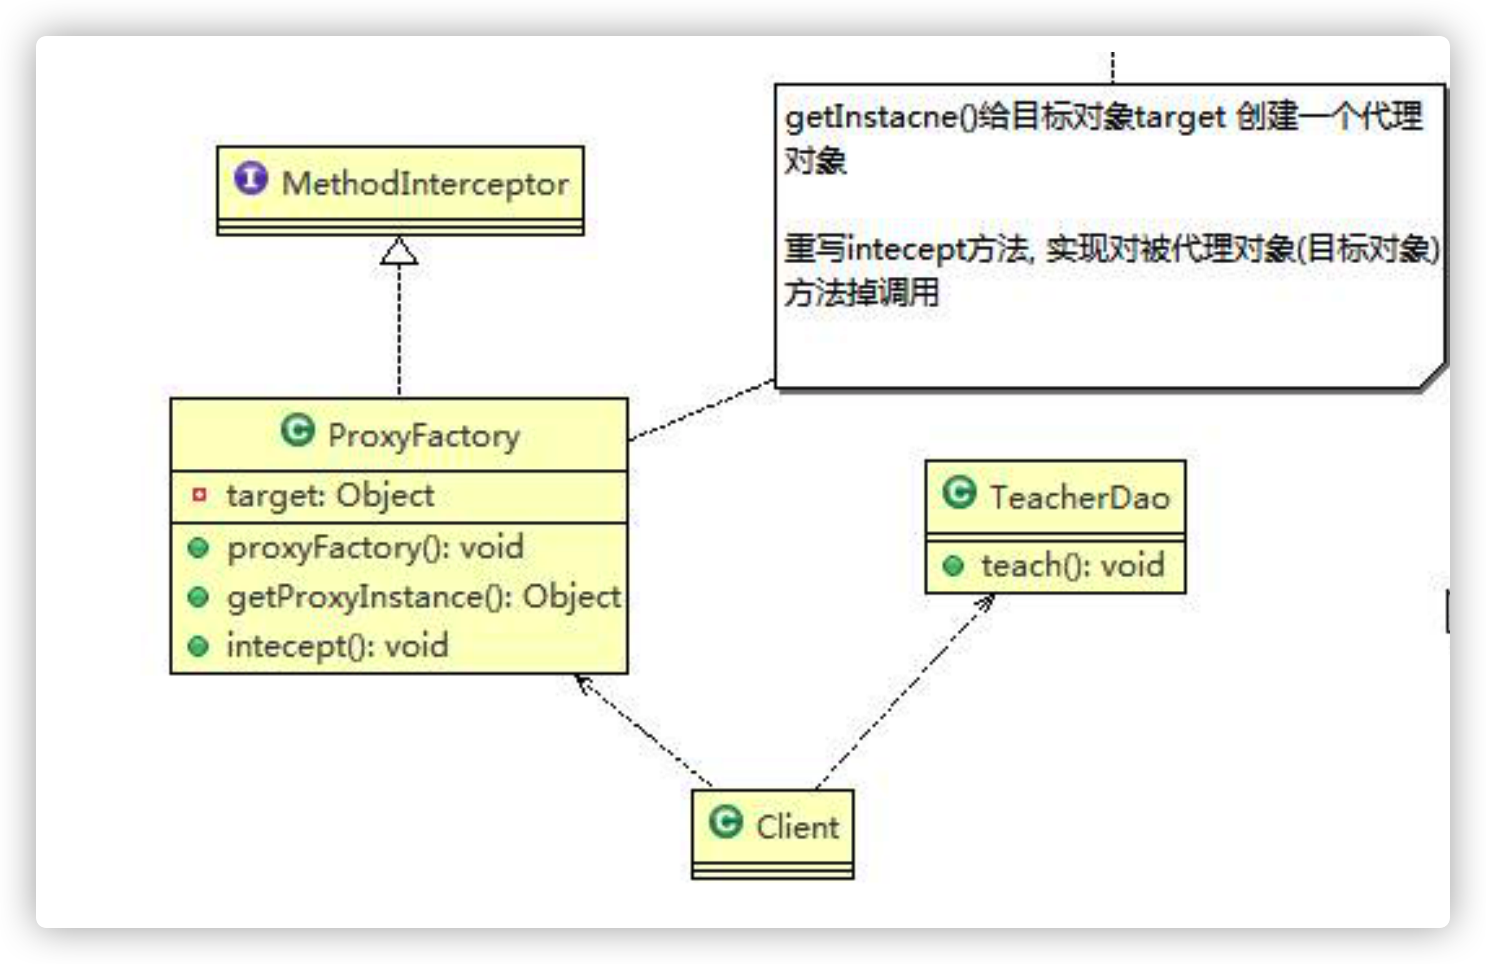 getInstacne()给目标对象target 创建一个代理
对象
重写intecept方法, 实现对被代理对象(目标对象)
方法掉调用
I MethodInterceptor
C ProxyFactory
target: Object
proxyFactory(): void
getProxyInstance(): Object
intecept(): void
C TeacherDao
teach(): void
C Client